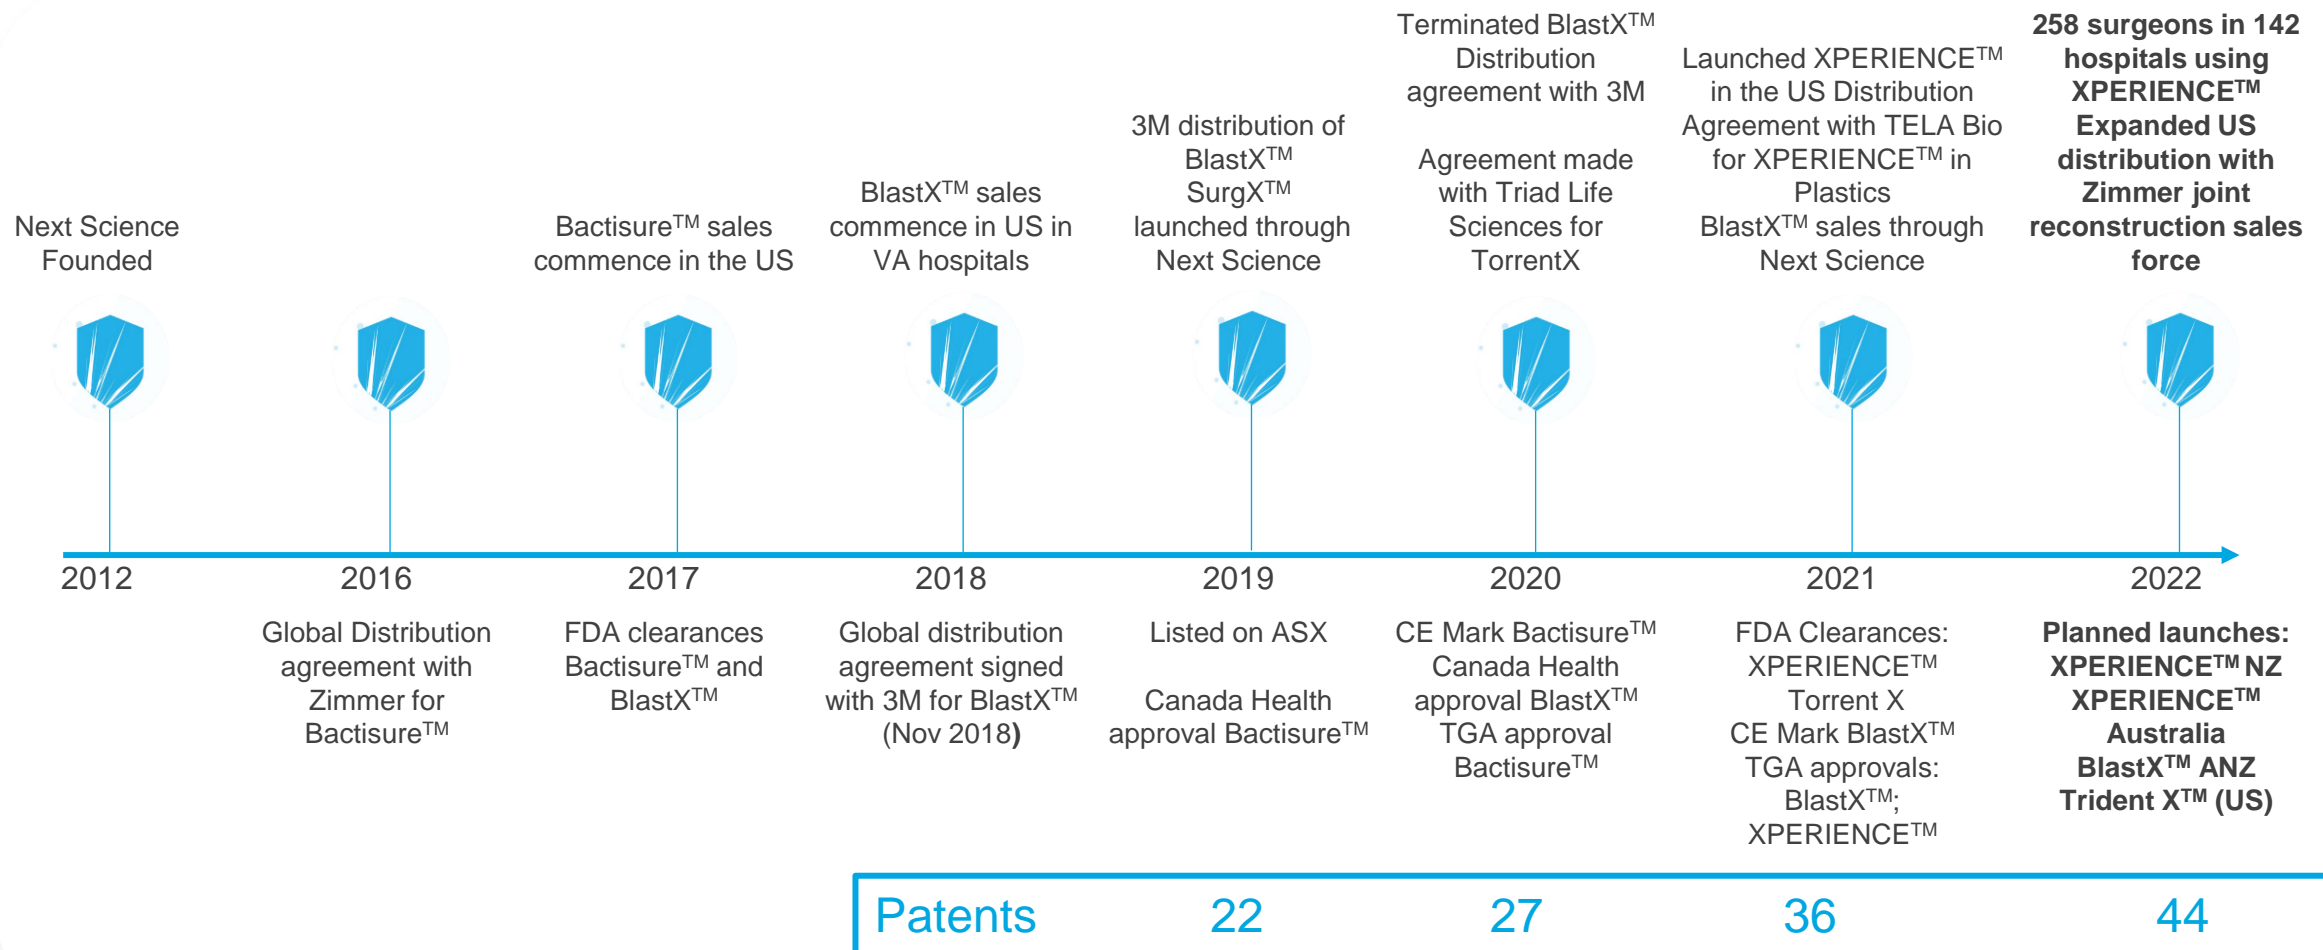 Next Science
Founded
Bactisure™ sales
commence in the US
BlastX™ sales
commence in US in
VA hospitals
3M distribution of
BlastX™
SurgX™
launched through
Next Science
Terminated BlastX™
Distribution
agreement with 3M
Agreement made
with Triad Life
Sciences for
TorrentX
Launched XPERIENCE™
in the US Distribution
Agreement with TELA Bio
for XPERIENCE™ in
Plastics
BlastX™ sales through
Next Science
258 surgeons in 142
hospitals using
XPERIENCE™
Expanded US
distribution with
Zimmer joint
reconstruction sales
force
2012
2016
2017
2018
2019
2020
2021
2022
Global Distribution
agreement with
Zimmer for
Bactisure™
FDA clearances
Bactisure™ and
BlastX™
Global distribution
agreement signed
with 3M for BlastX™
(Nov 2018)
Listed on ASX
Canada Health
approval Bactisure™
CE Mark Bactisure™
Canada Health
approval BlastX™
TGA approval
Bactisure™
FDA Clearances:
XPERIENCE™
Torrent X
CE Mark BlastX™
TGA approvals:
BlastX™;
XPERIENCE™
Planned launches:
XPERIENCE™ NZ
XPERIENCE™
Australia
BlastX™ ANZ
Trident X™ (US)
Patents 22 27 36 44